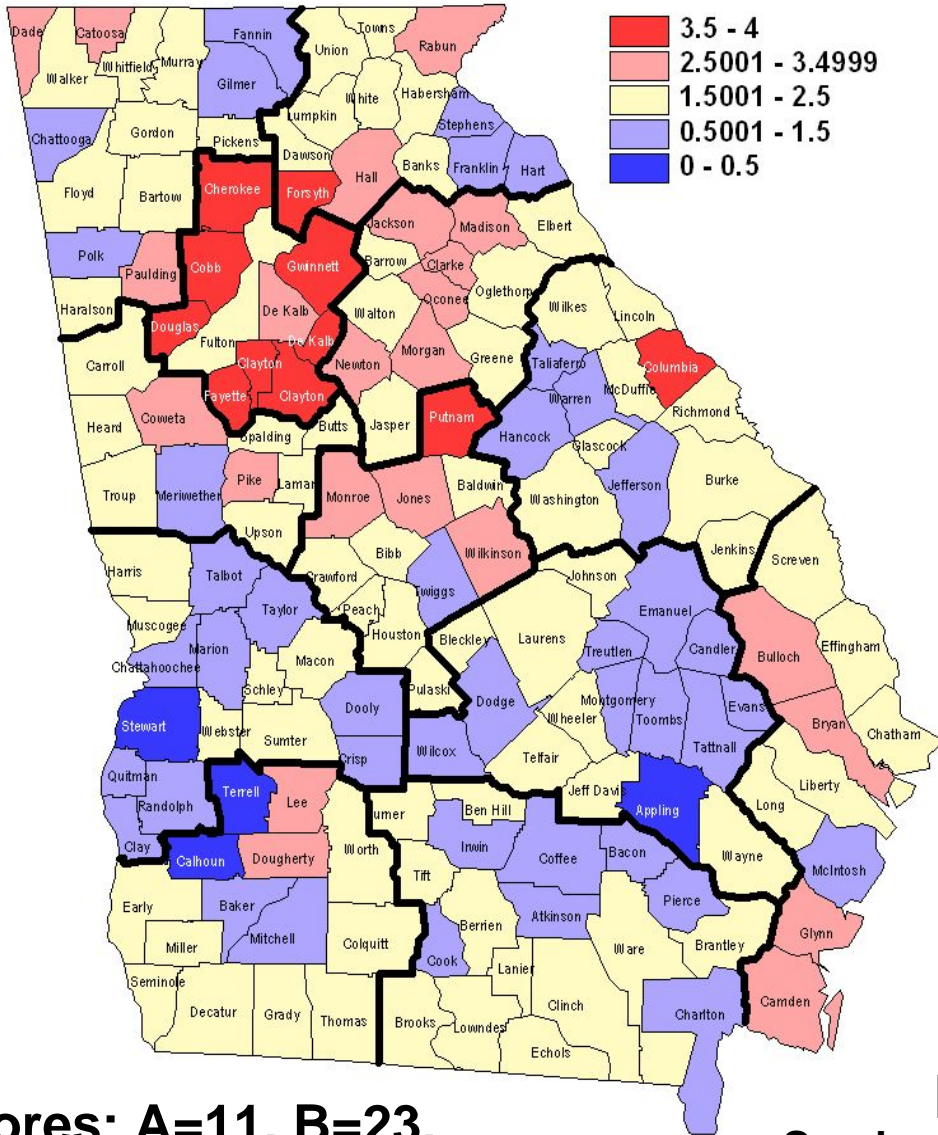 3.5 - 4
2.5001 - 3.4999
1.5001 - 2.5
0.5001 - 1.5
0 - 0.5
Dade
Catoosa
Fannin
Towns
Union
Rabun
Whitfield
Murray
Walker
Gilmer
White
Habersham
Lumpkin
Stephens
Chattooga
Gordon
Pickens
Dawson
Banks
Franklin
Hart
Hall
Floyd
Bartow
Cherokee
Forsyth
Jackson
Madison
Elbert
Polk
Paulding
Cobb
Gwinnett
Barrow
Clarke
Oconee
Oglethorp
Haralson
Douglas
De Kalb
Fulton
De Kalb
Walton
Wilkes
Lincoln
Carroll
Clayton
Newton
Morgan
Greene
Taliaferro
Columbia
McDuffie
Warren
Fayette
Clayton
Richmond
Heard
Coweta
Spalding
Butts
Jasper
Putnam
Hancock
Glascock
Troup
Meriwether
Pike
Lamar
Monroe
Jones
Baldwin
Washington
Jefferson
Burke
Upson
Bibb
Wilkinson
Jenkins
Screven
Harris
Talbot
Crawford
Twiggs
Johnson
Taylor
Peach
Emanuel
Muscogee
Houston
Bleckley
Laurens
Treutlen
Candler
Bulloch
Effingham
Chattahoochee
Marion
Macon
Schley
Pulaski
Dodge
Montgomery
Evans
Stewart
Webster
Sumter
Dooly
Wheeler
Toombs
Bryan
Chatham
Crisp
Wilcox
Telfair
Tattnall
Quitman
Randolph
Terrell
Lee
Jeff Davis
Appling
Liberty
Long
Clay
Calhoun
Dougherty
Worth
urner
Ben Hill
Irwin
Coffee
Bacon
Wayne
McIntosh
Tift
Early
Baker
Mitchell
Atkinson
Pierce
Miller
Colquitt
Berrien
Cook
Ware
Brantley
Glynn
Seminole
Lanier
Decatur
Grady
Thomas
Brooks
Lowndes
Clinch
Echols
Charlton
Camden
ores: A=11, B=23,